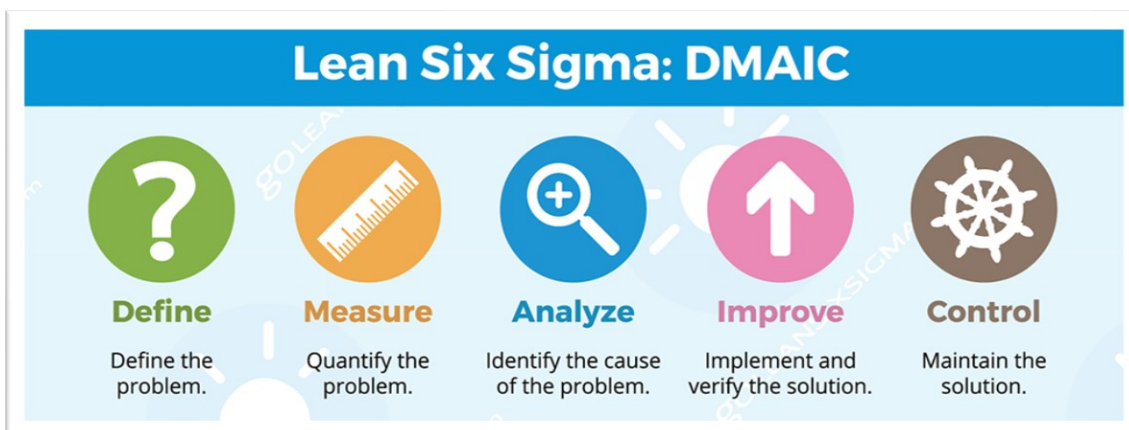 Lean Six Sigma: DMAIC
Define
Define the
problem.
Measure
Quantify the
problem.
Analyze
Identify the cause
of the problem.
Improve
Implement and
verify the solution.
Control
Maintain the
solution.